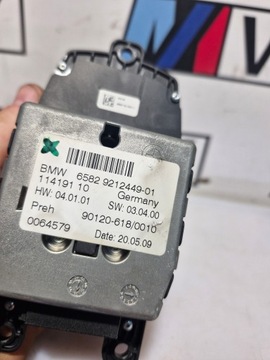 BMW 6582 9212449-01
114191 10 Germany
HW: 04.01.01 SW: 03.04.00
Preh 90120-618/0010
0064579 Date: 20.05.09